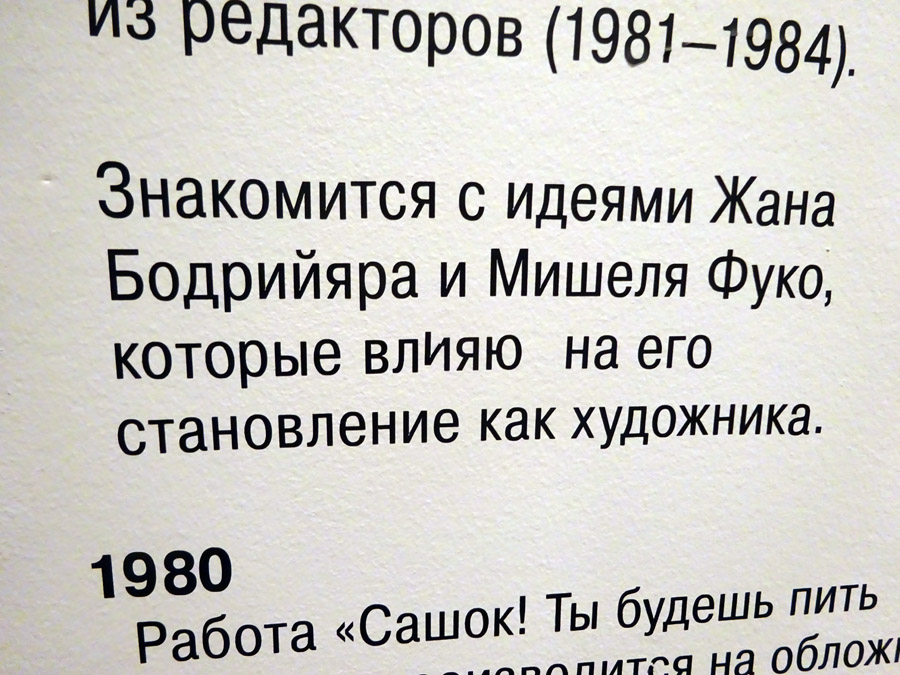 из редакторов (1981–1984).
Знакомится с идеями Жана
Бодрийяра и Мишеля Фуко,
которые влияю на его
становление как художника.
1980
Работа «Сашок! Ты будешь пить
на